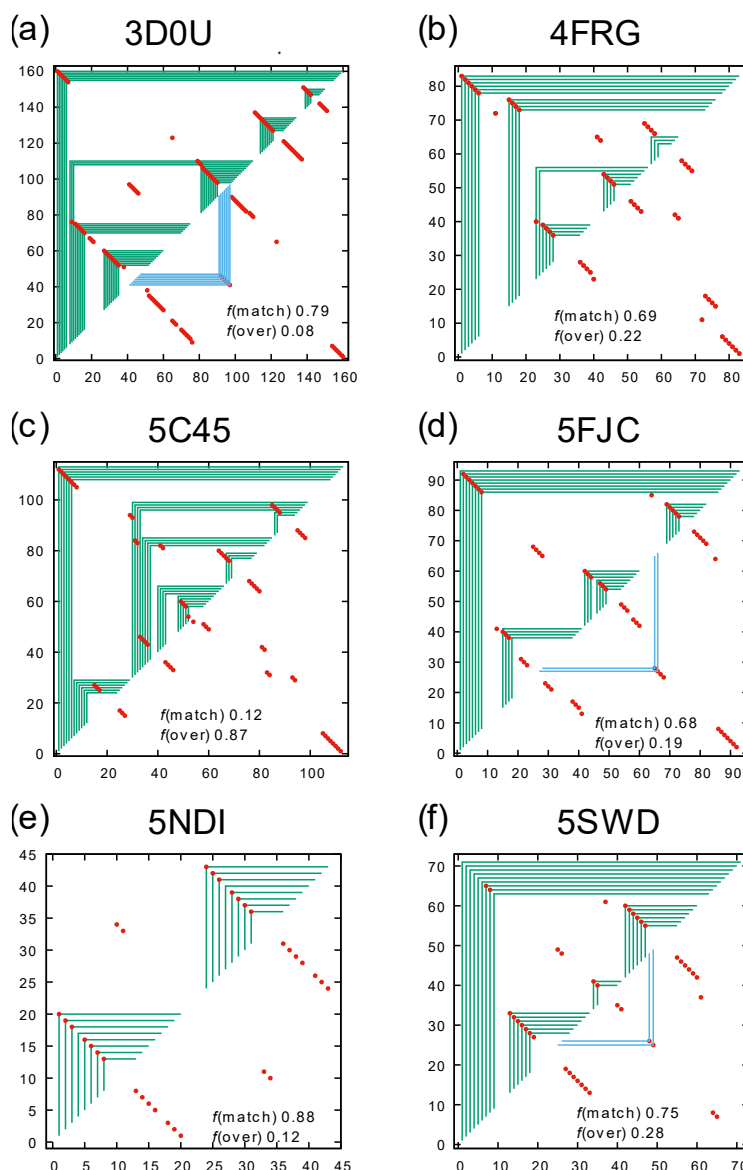 (a) 3D0U
160
140
120
100
80
60
40
20
0
0 20 40 60 80 100 120 140 160
f(match) 0.79
f(over) 0.08
(b) 4FRG
80
70
60
50
40
30
20
10
0
0 10 20 30 40 50 60 70 80
f(match) 0.69
f(over) 0.22
(c) 5C45
100
80
60
40
20
0
0 20 40 60 80 100
f(match) 0.12
f(over) 0.87
(d) 5FJC
90
80
70
60
50
40
30
20
10
0
0 10 20 30 40 50 60 70 80 90
f(match) 0.68
f(over) 0.19
(e) 5NDI
45
40
35
30
25
20
15
10
5
0
0 5 10 15 20 25 30 35 40 45
f(match) 0.88
f(over) 0.12
(f) 5SWD
70
60
50
40
30
20
10
0
0 10 20 30 40 50 60 70
f(match) 0.75
f(over) 0.28